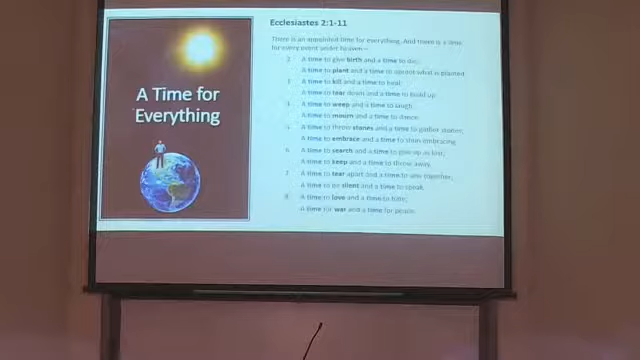 A Time for
Everything
Ecclesiastes 2:1-11
There is an appointed time for everything. And there is a time
for every event under heaven –
2 A time to give birth and a time to die;
A time to plant and a time to uproot what is planted
3 A time to kill and a time to heal;
A time to tear down and a time to build up.
4 A time to weep and a time to laugh;
A time to mourn and a time to dance.
5 A time to throw stones and a time to gather stones;
A time to embrace and a time to shun embracing
6 A time to search and a time to give up as lost;
A time to keep and a time to throw away.
7 A time to tear apart and a time to sew together;
A time to be silent and a time to speak.
8 A time to love and a time to hate;
A time for war and a time for peace.